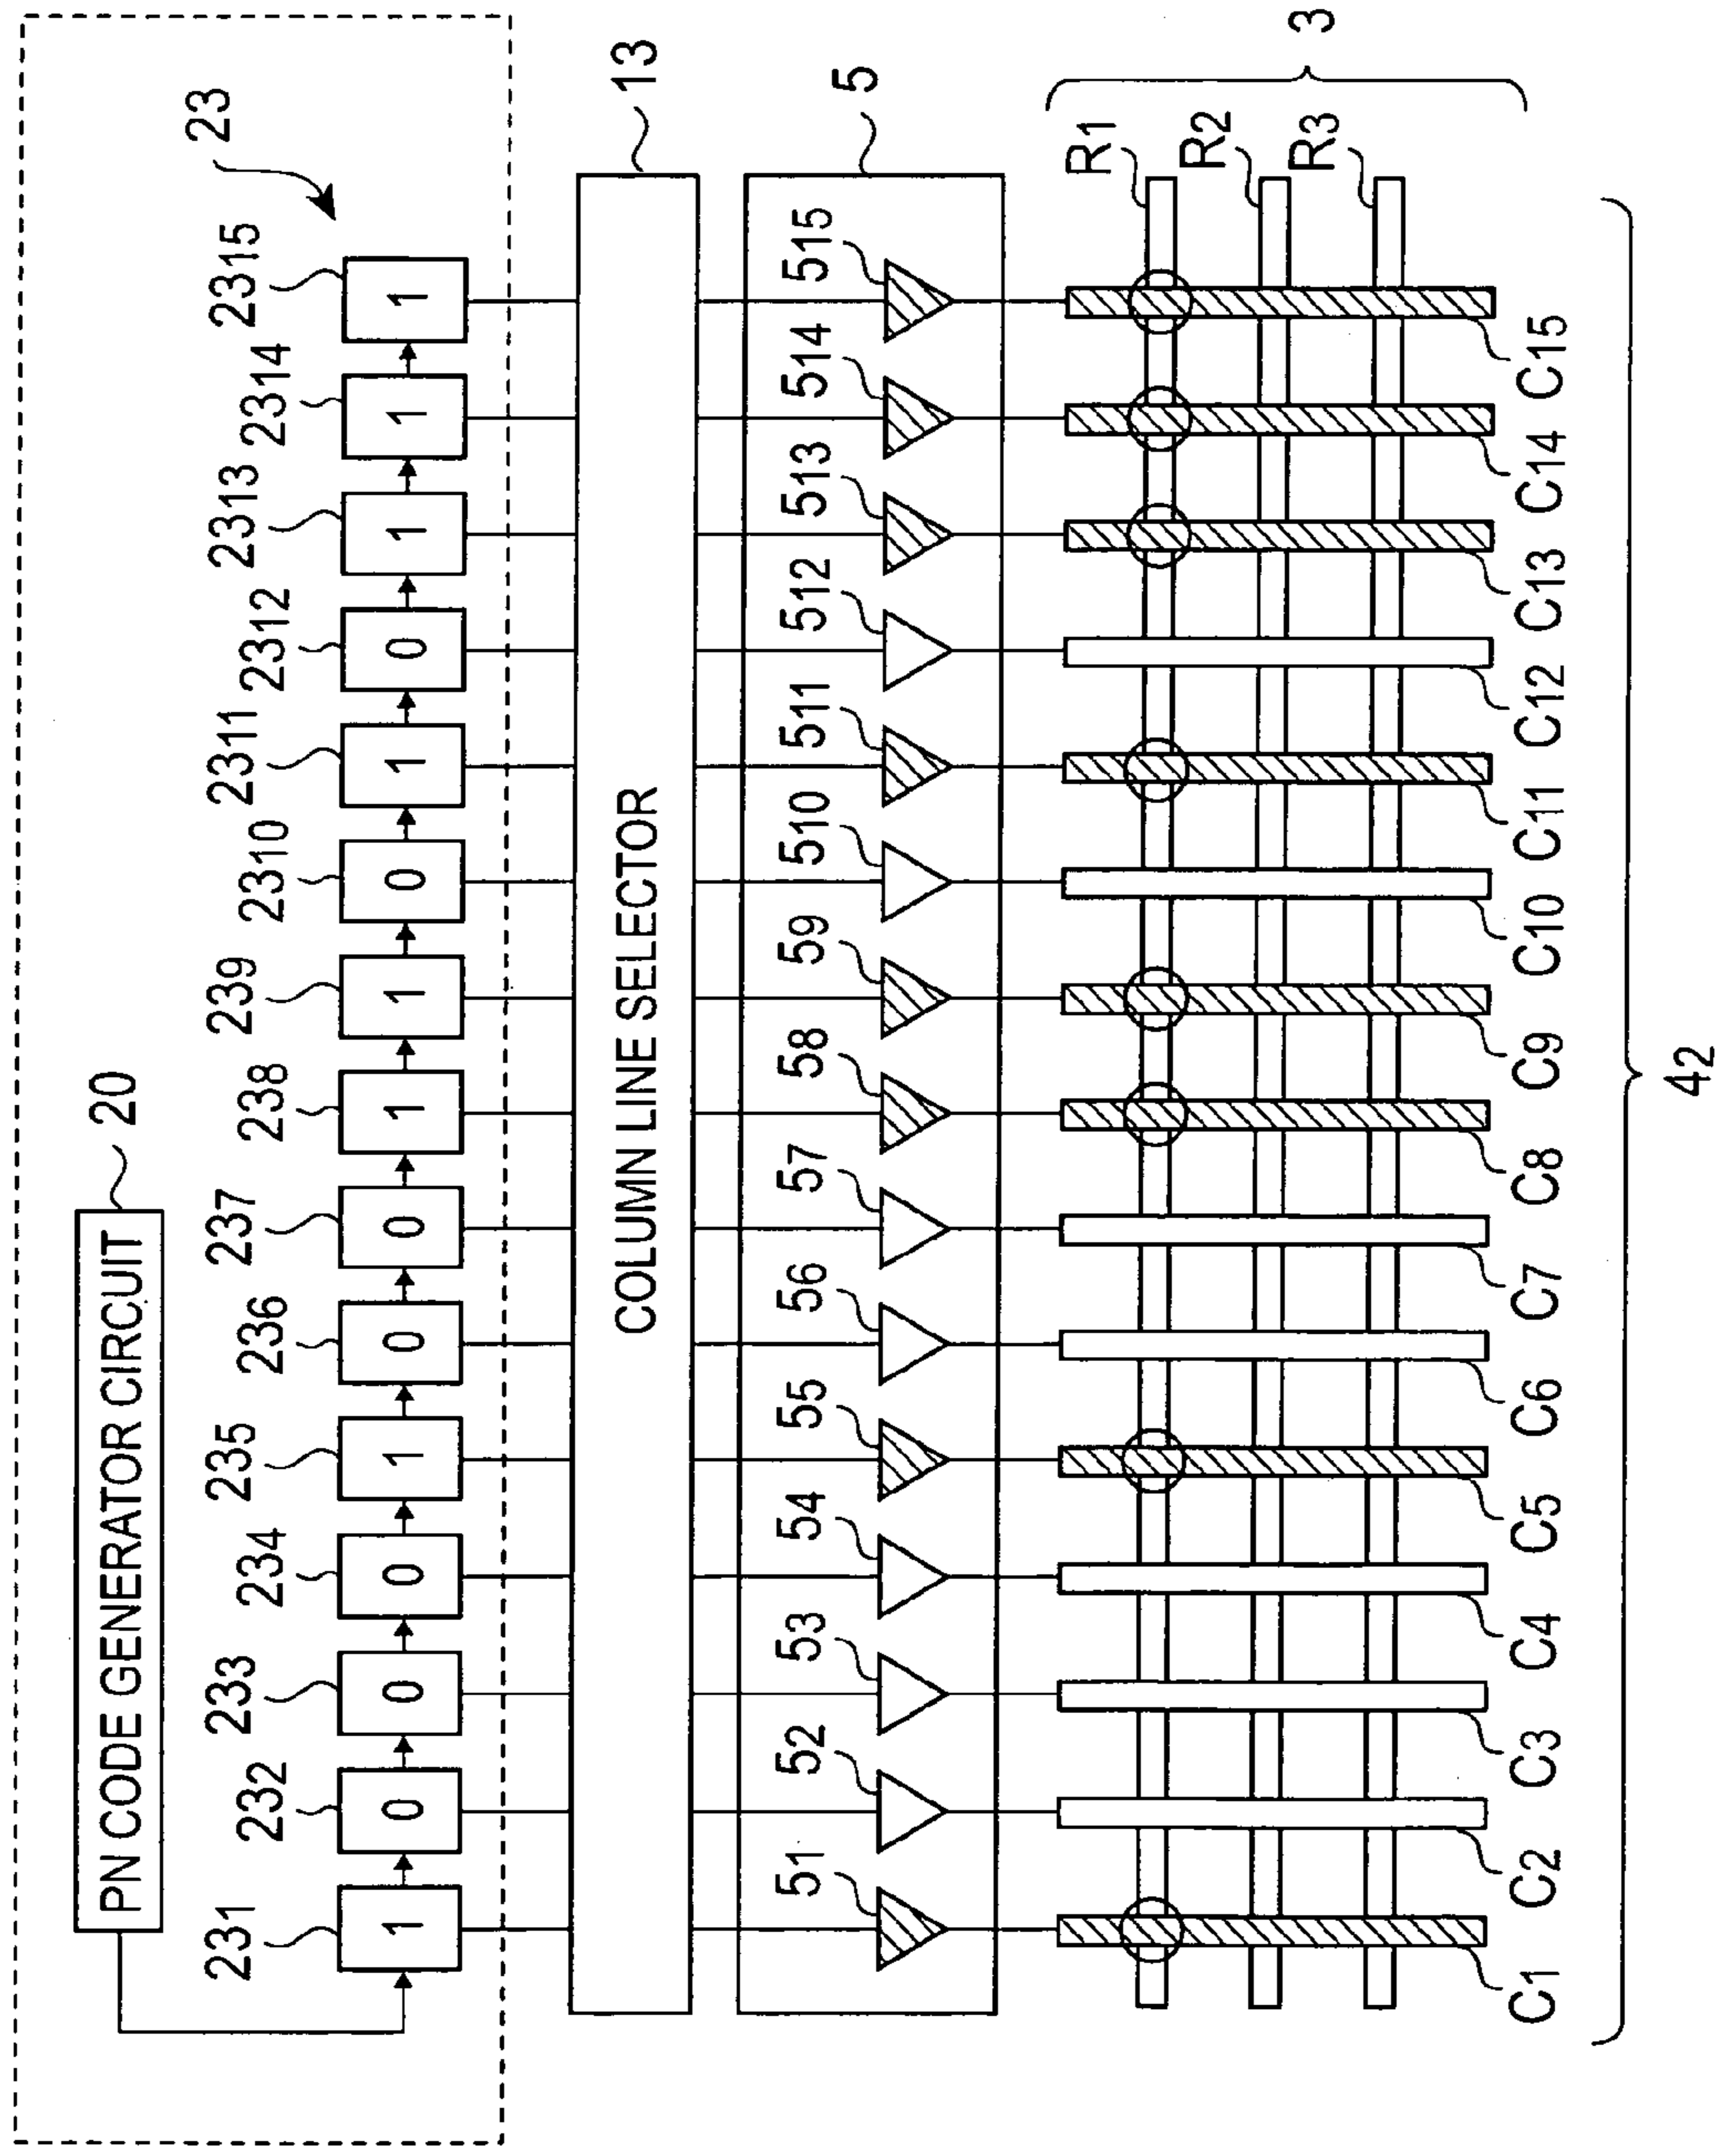 PN CODE GENERATOR CIRCUIT
20
23
231
232
233
234
235
236
237
238
239
2310
2311
2312
2313
2314
2315
1
0
0
0
1
0
0
1
1
0
1
0
1
1
1
COLUMN LINE SELECTOR
13
5
51
52
53
54
55
56
57
58
59
510
511
512
513
514
515
R1
R2
R3
3
C1
C2
C3
C4
C5
C6
C7
C8
C9
C10
C11
C12
C13
C14
C15
42